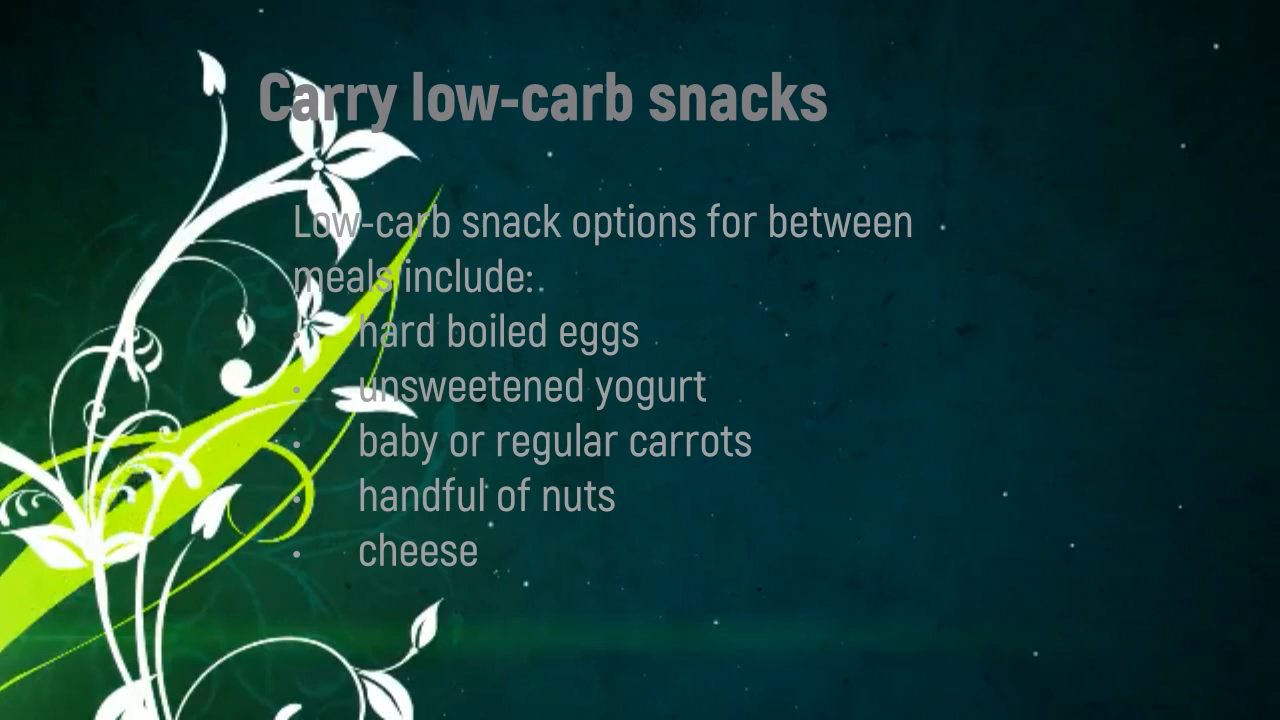 Carry low-carb snacks
Low-carb snack options for between
meals include:.
• hard boiled eggs
• unsweetened yogurt
• baby or regular carrots
• handful of nuts
• cheese